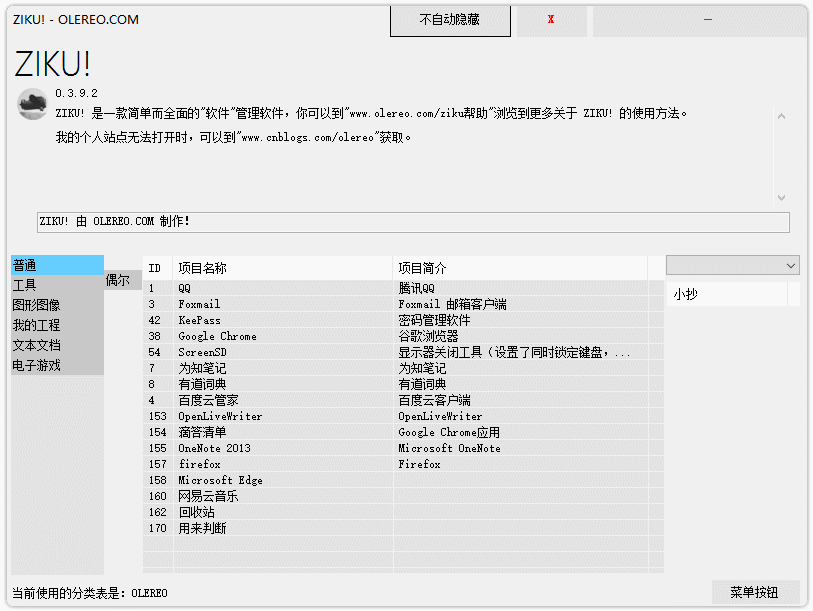 ZIKU! - OLEREO.COM
不自动隐藏
X
—
ZIKU!
0.3.9.2
ZIKU! 是一款简单而全面的"软件"管理软件，你可以到"www.olereo.com/ziku帮助"浏览到更多关于 ZIKU! 的使用方法。
我的个人站点无法打开时，可以到"www.cnblogs.com/olereo"获取。
ZIKU! 由 OLEREO.COM 制作!
普通
工具
图形图像
我的工程
文本文档
电子游戏
偶尔
ID 项目名称 项目简介
1 QQ 腾讯QQ
3 Foxmail Foxmail 邮箱客户端
42 KeePass 密码管理软件
38 Google Chrome 谷歌浏览器
54 ScreenSD 显示器关闭工具（设置了同时锁定键盘，...
7 为知笔记 为知笔记
8 有道词典 有道词典
4 百度云管家 百度云客户端
153 OpenLiveWriter OpenLiveWriter
154 滴答清单 Google Chrome应用
155 OneNote 2013 Microsoft OneNote
157 firefox Firefox
158 Microsoft Edge
160 网易云音乐
162 回收站
170 用来判断
小抄
当前使用的分类表是: OLEREO
菜单按钮